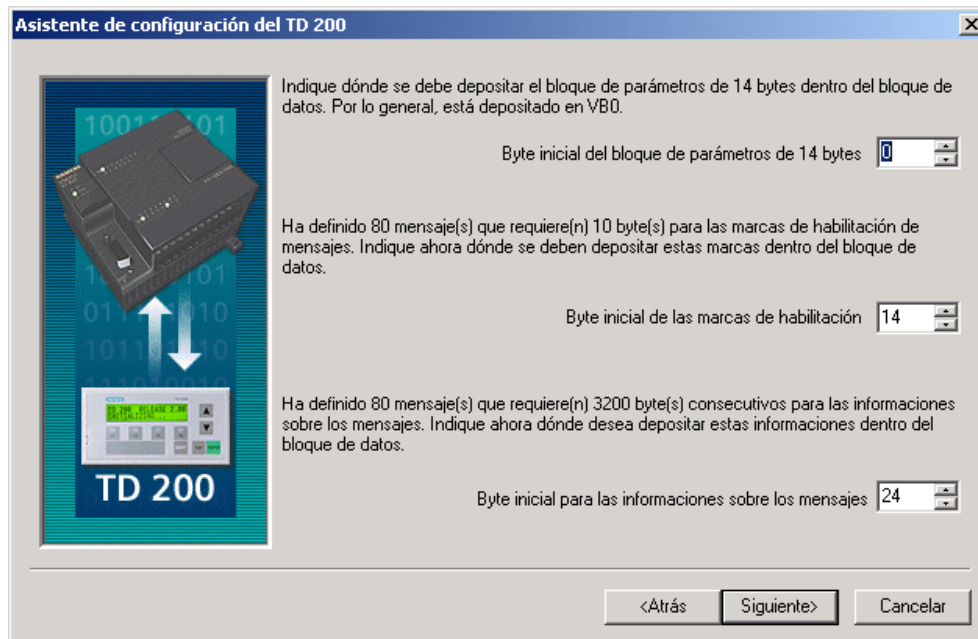 Asistente de configuración del TD 200
Indique dónde se debe depositar el bloque de parámetros de 14 bytes dentro del bloque de
datos. Por lo general, está depositado en VB0.
Byte inicial del bloque de parámetros de 14 bytes 0
Ha definido 80 mensaje(s) que requiere(n) 10 byte(s) para las marcas de habilitación de
mensajes. Indique ahora dónde se deben depositar estas marcas dentro del bloque de
datos.
Byte inicial de las marcas de habilitación 14
Ha definido 80 mensaje(s) que requiere(n) 3200 byte(s) consecutivos para las informaciones
sobre los mensajes. Indique ahora dónde desea depositar estas informaciones dentro del
bloque de datos.
Byte inicial para las informaciones sobre los mensajes 24
TD 200 RELEASE 2.00
TD 200
<Atrás Siguiente> Cancelar